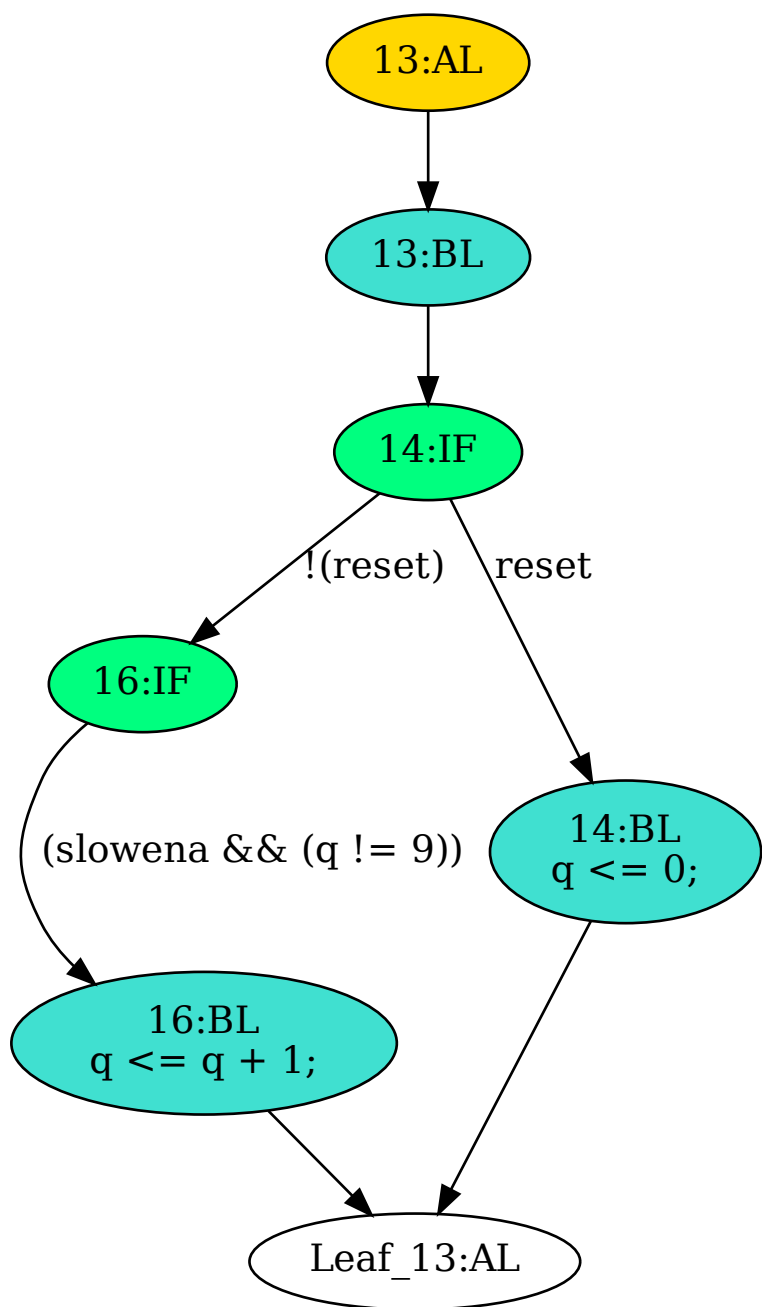 13:AL
13:BL
14:IF
!(reset)
reset
16:IF
(slowena && (q != 9))
14:BL
q <= 0;
16:BL
q <= q + 1;
Leaf_13:AL